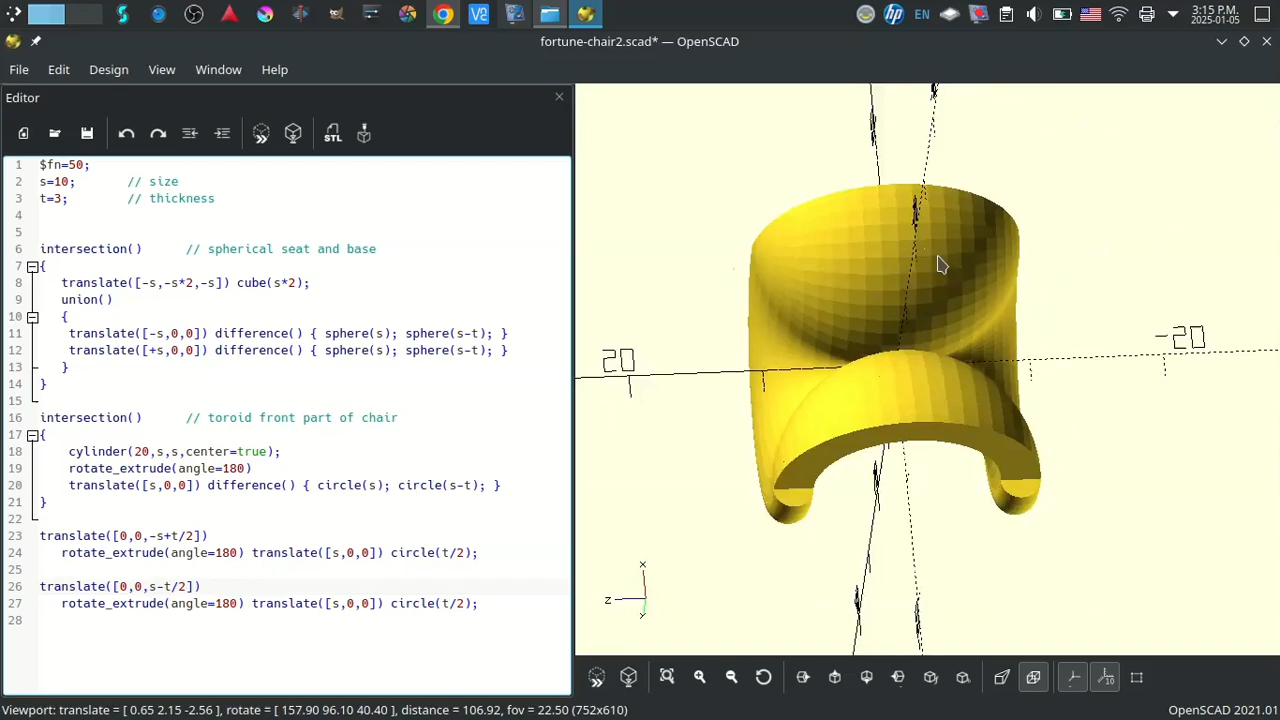 EN
3:15 P.M.
2025-01-05
fortune-chair2.scad* — OpenSCAD
File Edit Design View Window Help
Editor
STL
1 $fn=50;
2 s=10; // size
3 t=3; // thickness
4
5
6 intersection() // spherical seat and base
7 {
8 translate([-s,-s*2,-s]) cube(s*2);
9 union()
10 {
11 translate([-s,0,0]) difference() { sphere(s); sphere(s-t); }
12 translate([+s,0,0]) difference() { sphere(s); sphere(s-t); }
13 }
14 }
15
16 intersection() // toroid front part of chair
17 {
18 cylinder(20,s,s,center=true);
19 rotate_extrude(angle=180)
20 translate([s,0,0]) difference() { circle(s); circle(s-t); }
21 }
22
23 translate([0,0,-s+t/2])
24 rotate_extrude(angle=180) translate([s,0,0]) circle(t/2);
25
26 translate([0,0,s-t/2])
27 rotate_extrude(angle=180) translate([s,0,0]) circle(t/2);
28
20
-20
x
z
y
10
Viewport: translate = [ 0.65 2.15 -2.56 ], rotate = [ 157.90 96.10 40.40 ], distance = 106.92, fov = 22.50 (752x610)
OpenSCAD 2021.01